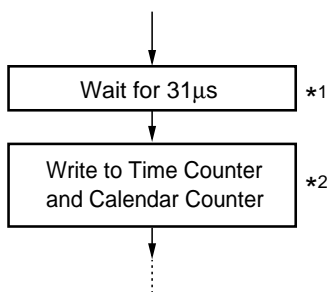 Wait for 31μs
*1
Write to Time Counter
and Calendar Counter
*2